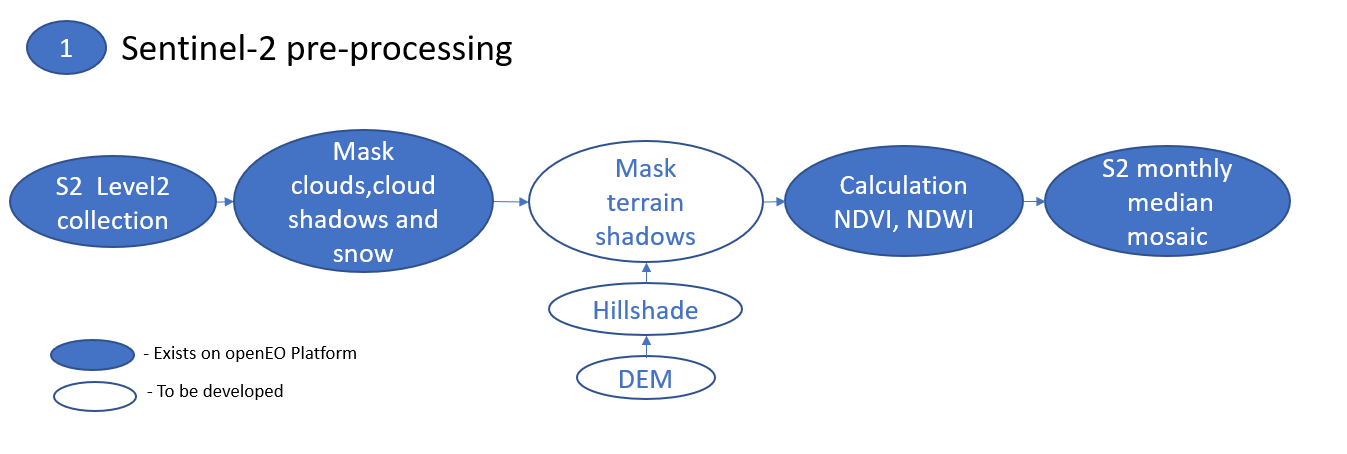 1
Sentinel-2 pre-processing
S2 Level2
collection
Mask
clouds,cloud
shadows and
snow
Mask
terrain
shadows
Calculation
NDVI, NDWI
S2 monthly
median
mosaic
Hillshade
DEM
- Exists on openEO Platform
- To be developed